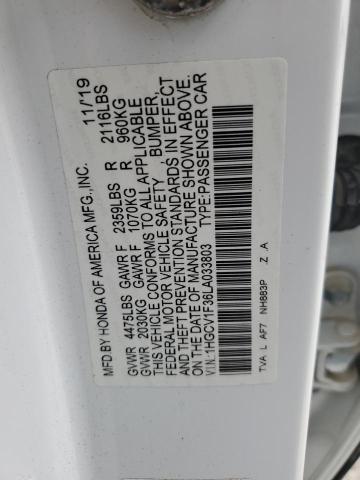 MFD BY HONDA OF AMERICA MFG.,INC. 11/'19
GVWR 4475LBS GAWR F 2359LBS R 2116LBS
GVWR 2030KG GAWR F 1070KG R 960KG
THIS VEHICLE CONFORMS TO ALL APPLICABLE
FEDERAL MOTOR VEHICLE SAFETY, BUMPER,
AND THEFT PREVENTION STANDARDS IN EFFECT
ON THE DATE OF MANUFACTURE SHOWN ABOVE.
V.I.N.:1HGCV1F36LA033803 TYPE:PASSENGER CAR
TVA L AF7 NH883P .Z .A